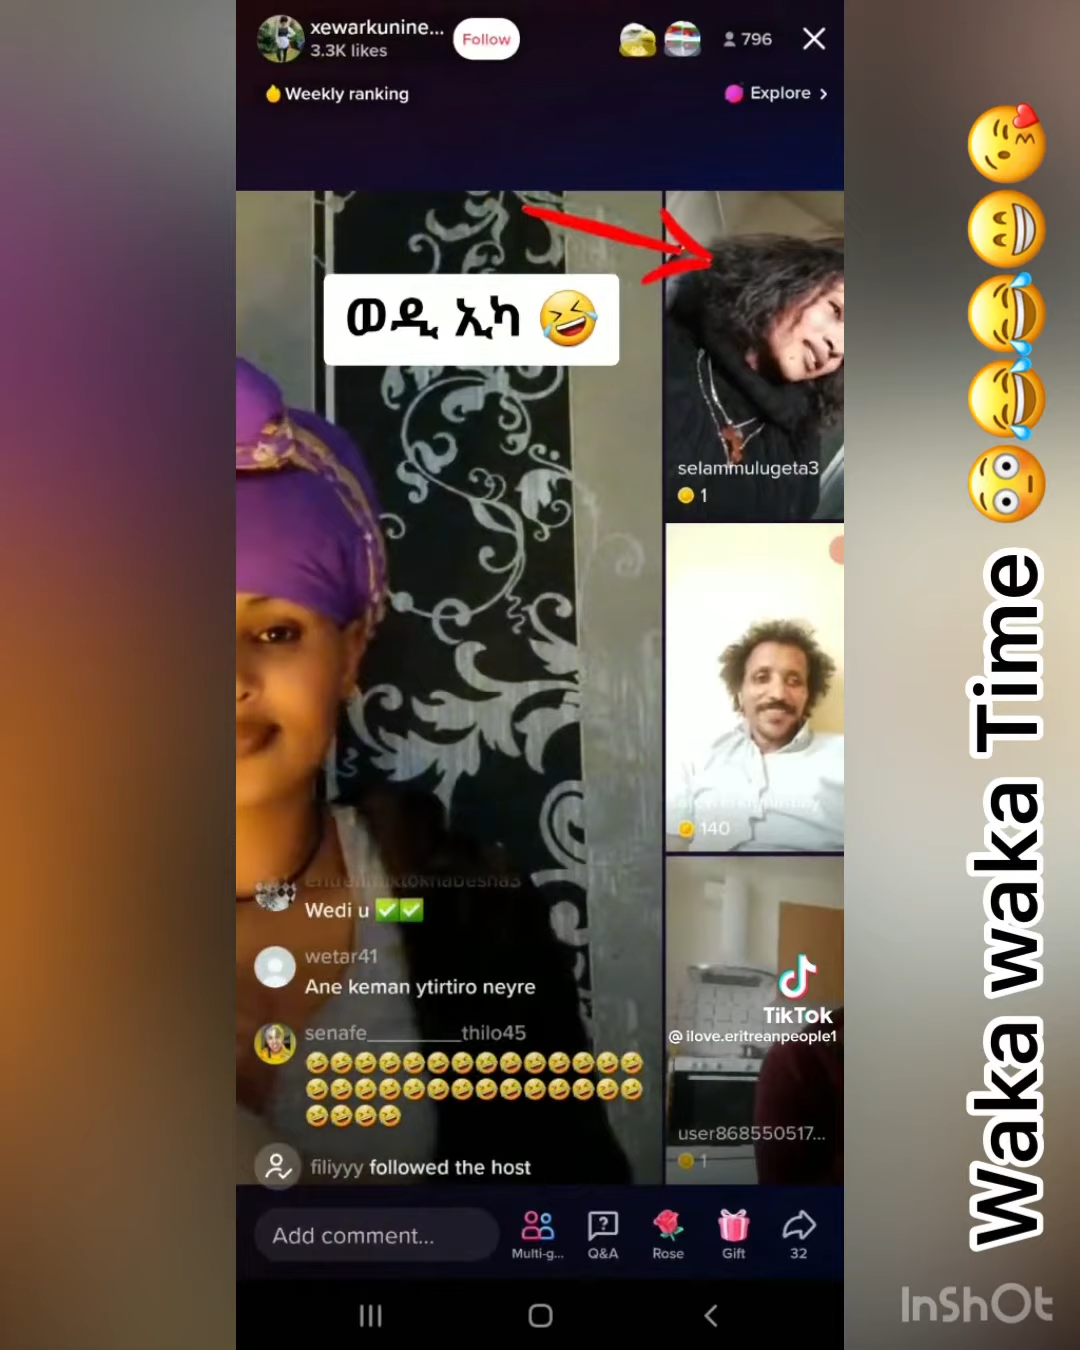 xewarkunine...
3.3K likes
Follow
796
Weekly ranking
Explore >
ወዲ ኢካ 🤣
selammulugeta3
1
140
Wedi u ✅✅
wetar41
Ane keman ytirtiro neyre
senafe________thilo45
🤣🤣🤣🤣🤣🤣🤣🤣🤣🤣🤣🤣🤣🤣
🤣🤣🤣🤣🤣🤣🤣🤣🤣🤣🤣🤣🤣🤣
🤣🤣🤣🤣
filiyyy followed the host
TikTok
@ilove.eritreanpeople1
user868550517...
1
Add comment...
Multi-g...
Q&A
Rose
Gift
32
Waka waka Time 😳😂😂😁😘
InShOt